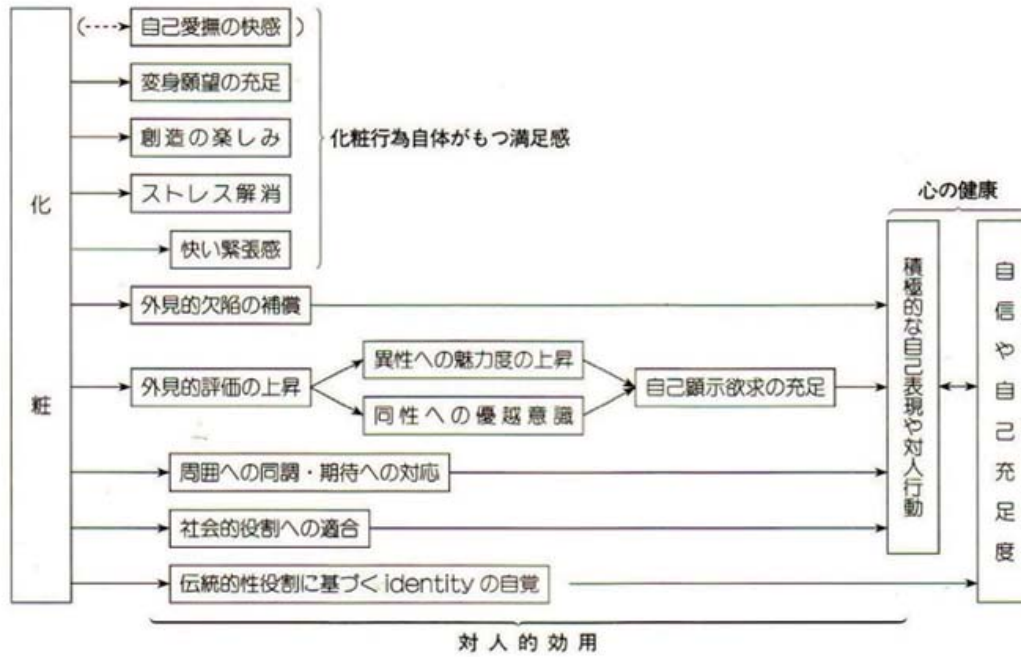 化粧
( 自己愛撫の快感 )
変身願望の充足
創造の楽しみ
ストレス解消
快い緊張感
化粧行為自体がもつ満足感
外見的欠陥の補償
外見的評価の上昇
異性への魅力度の上昇
同性への優越意識
自己顕示欲求の充足
周囲への同調・期待への対応
社会的役割への適合
伝統的性役割に基づくidentityの自覚
対人的効用
心の健康
積極的な自己表現や対人行動
自信や自己充足度